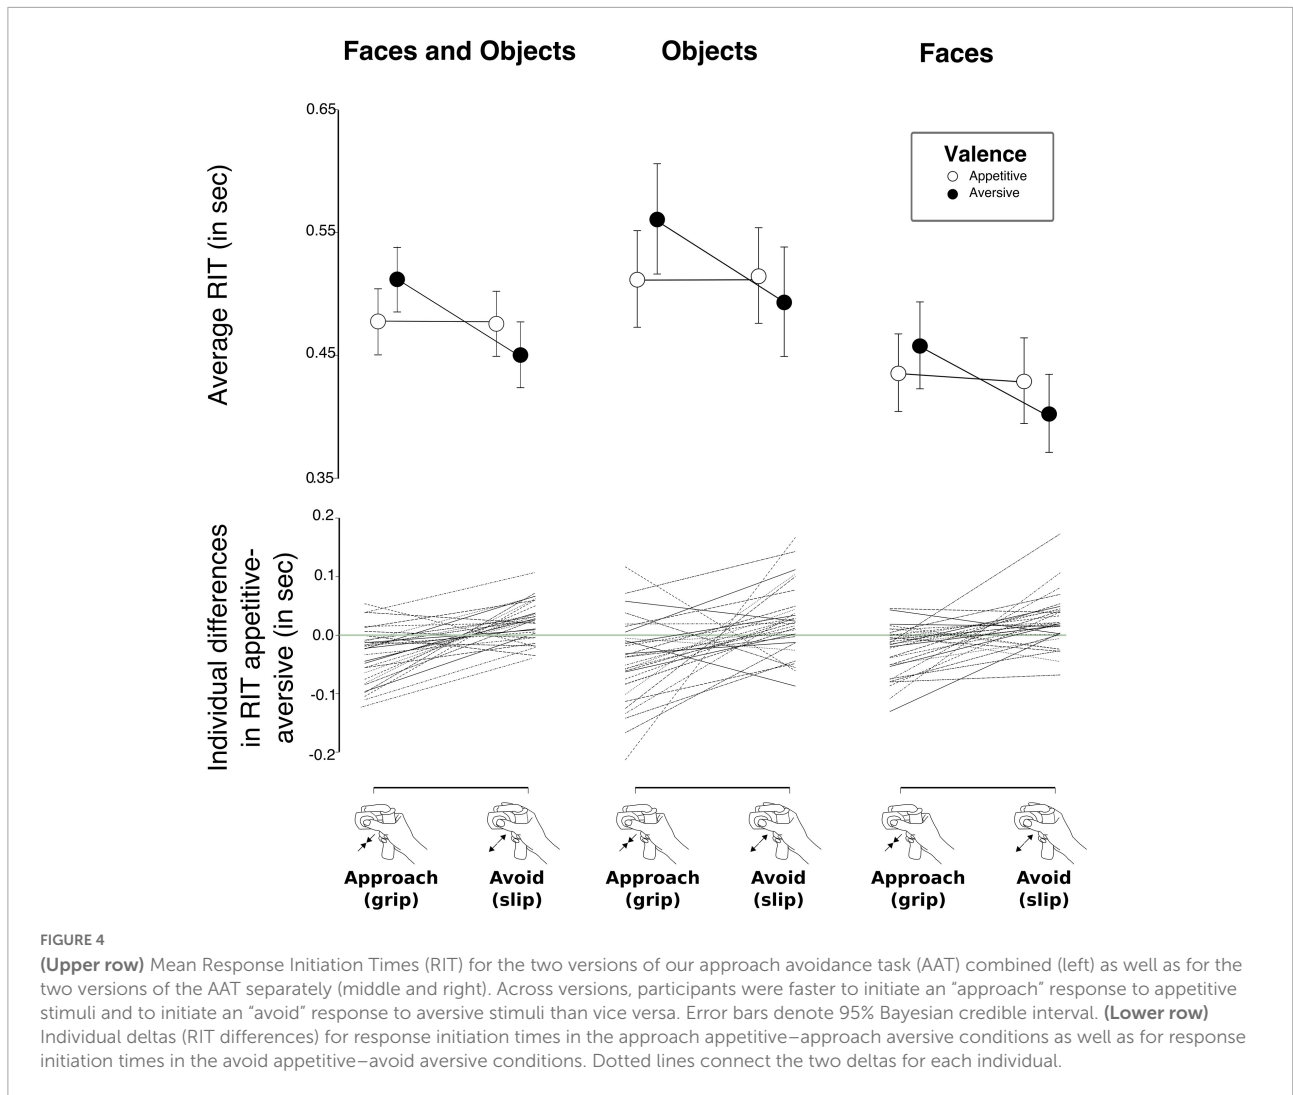 Faces and Objects
Objects
Faces
Average RIT (in sec)
0.65
0.55
0.45
0.35
Valence
Appetitive
Aversive
Individual differences
in RIT appetitive-
aversive (in sec)
0.2
0.1
0.0
-0.1
-0.2
Approach
(grip)
Avoid
(slip)
Approach
(grip)
Avoid
(slip)
Approach
(grip)
Avoid
(slip)
FIGURE 4
(Upper row) Mean Response Initiation Times (RIT) for the two versions of our approach avoidance task (AAT) combined (left) as well as for the
two versions of the AAT separately (middle and right). Across versions, participants were faster to initiate an “approach” response to appetitive
stimuli and to initiate an “avoid” response to aversive stimuli than vice versa. Error bars denote 95% Bayesian credible interval. (Lower row)
Individual deltas (RIT differences) for response initiation times in the approach appetitive–approach aversive conditions as well as for response
initiation times in the avoid appetitive–avoid aversive conditions. Dotted lines connect the two deltas for each individual.